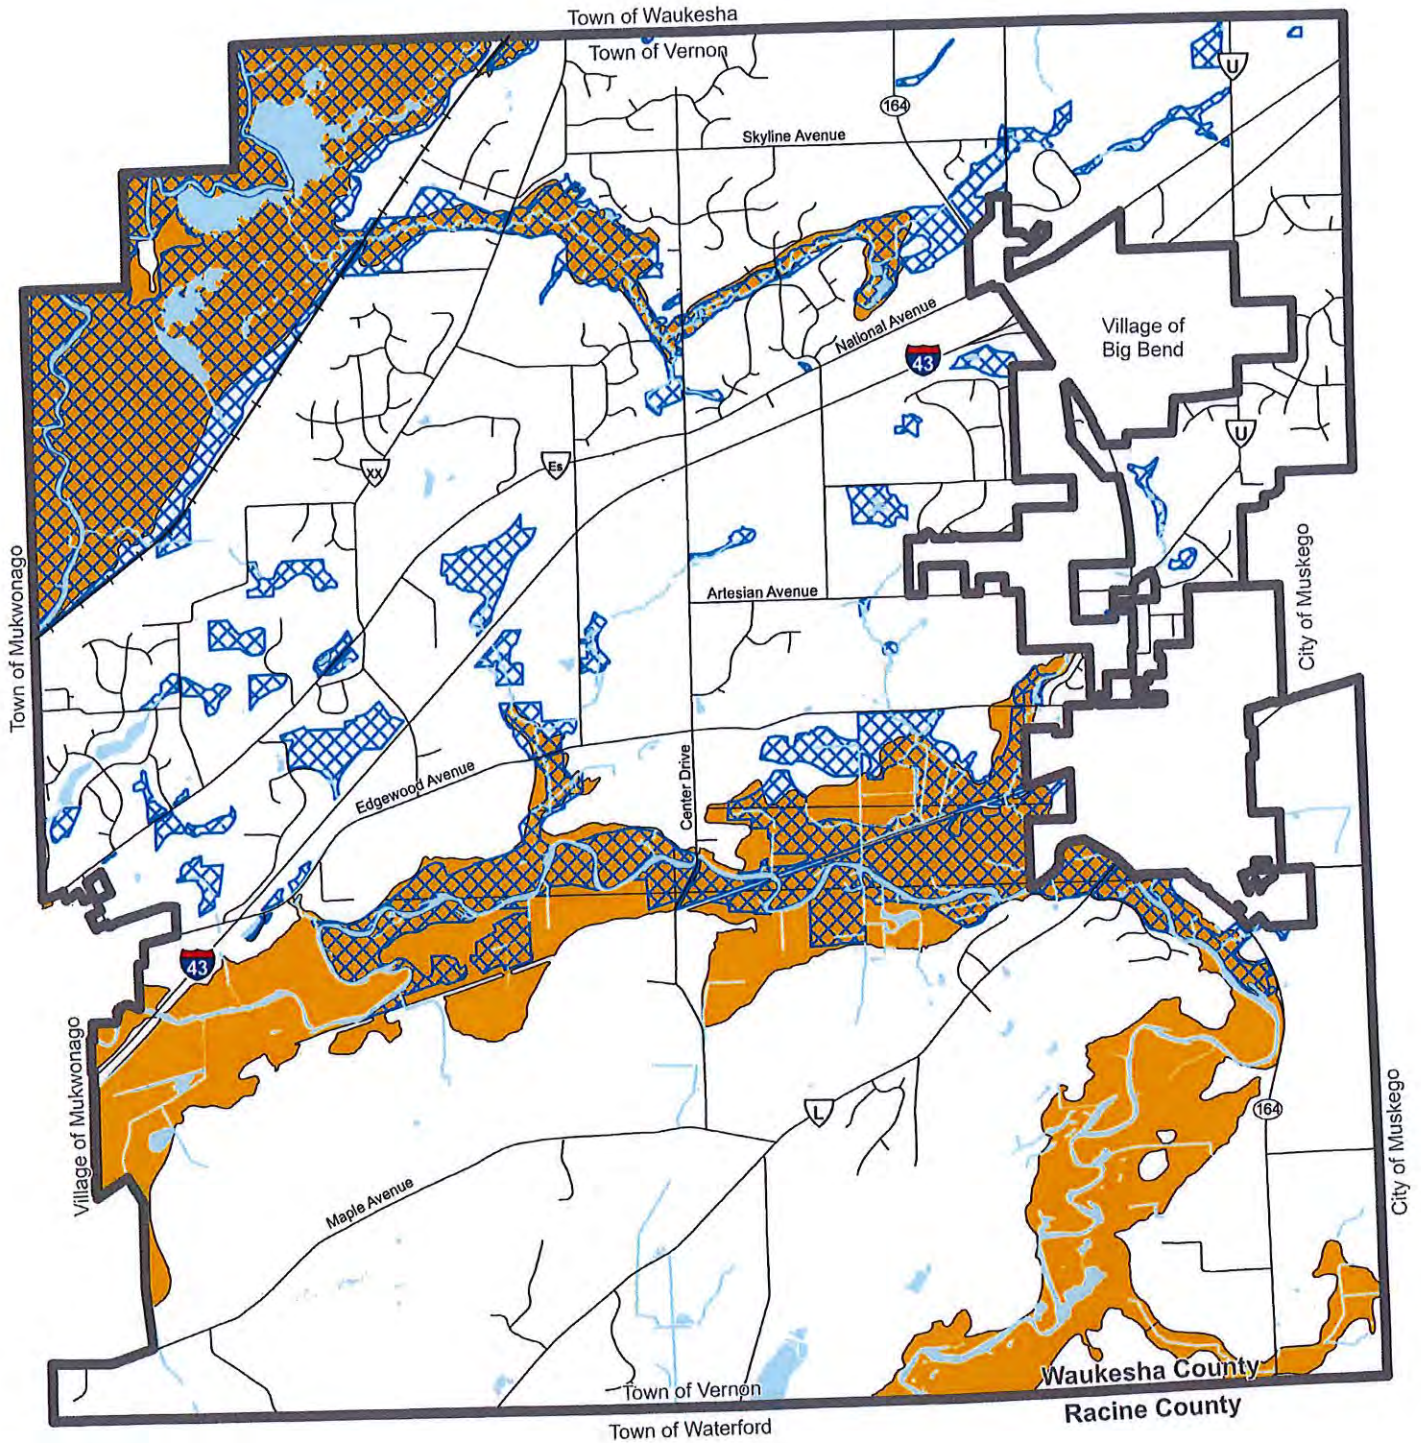 Town of Waukesha
Town of Vernon
U
164
Skyline Avenue
Village of
Big Bend
National Avenue
43
U
XX
Es
Town of Mukwonago
City of Muskego
Artesian Avenue
Center Drive
Edgewood Avenue
43
Village of Mukwonago
City of Muskego
L
164
Maple Avenue
Waukesha County
Town of Vernon
Racine County
Town of Waterford